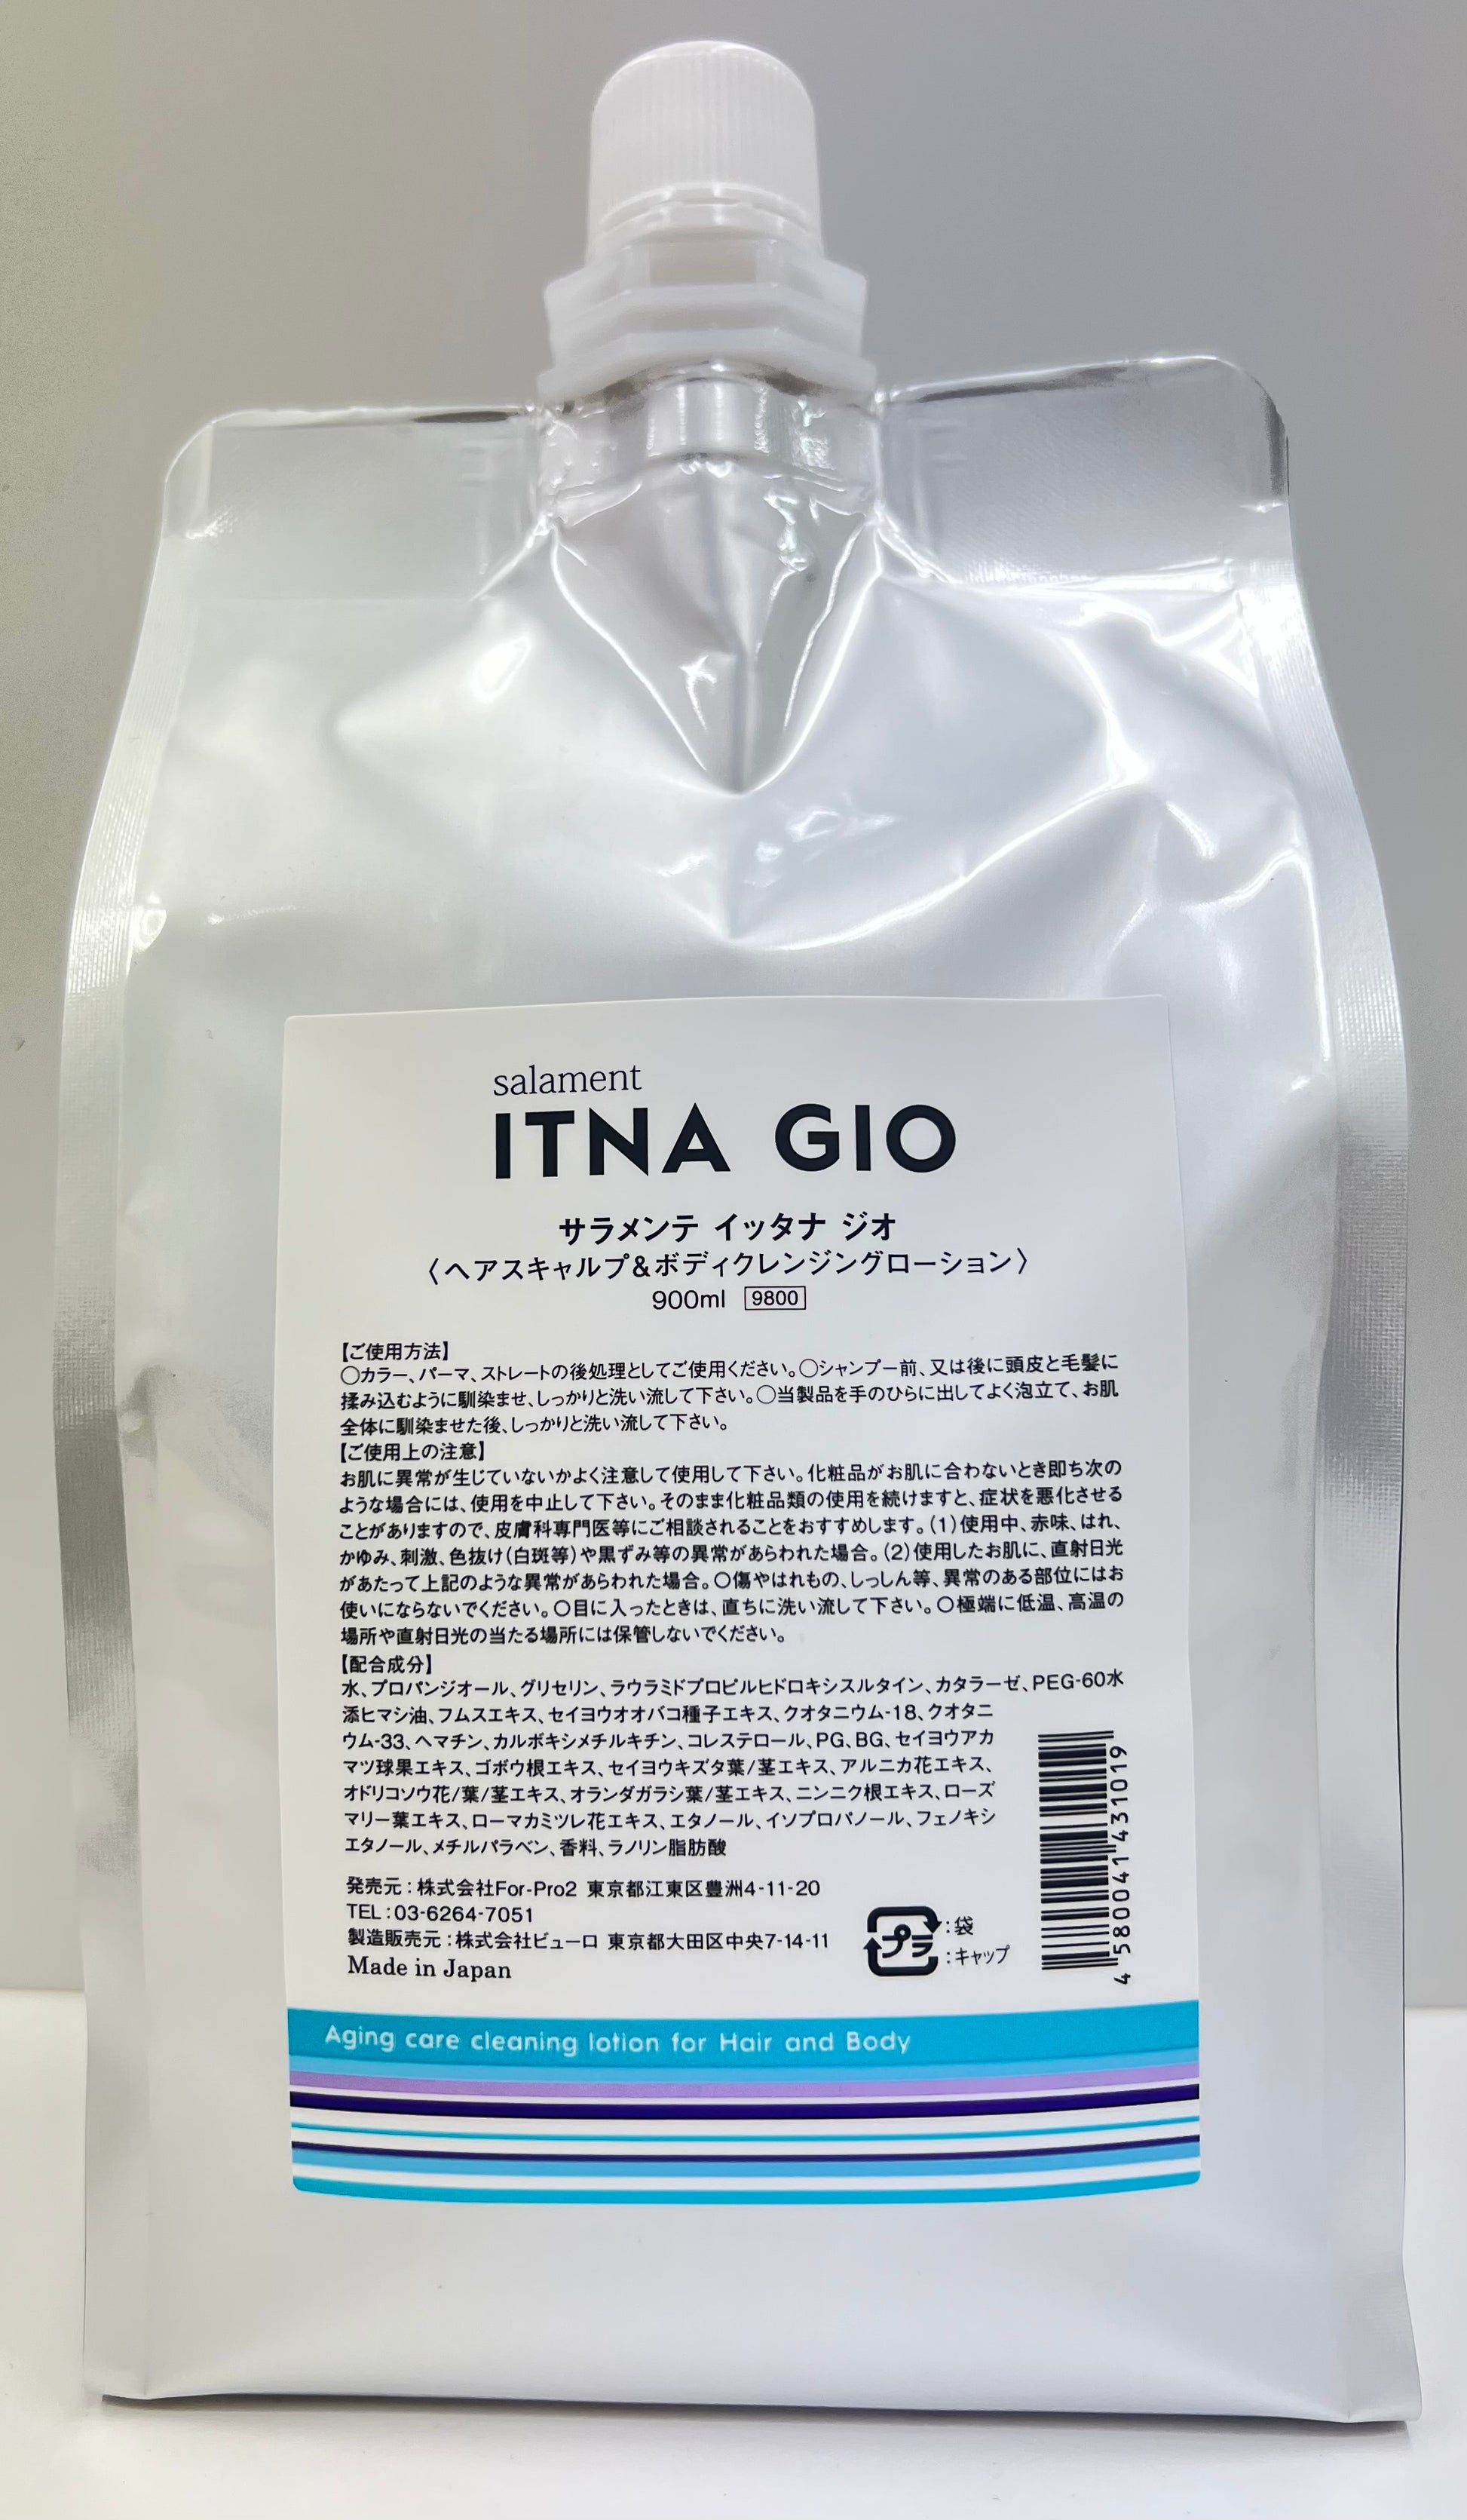 salament
ITNA GIO
サラメンテ イッタナ ジオ
〈ヘアスキャルプ&ボディクレンジングローション〉
900ml 9800
【ご使用方法】
○カラー、パーマ、ストレートの後処理としてご使用ください。○シャンプー前、又は後に頭皮と毛髪に
揉み込むように馴染ませ、しっかりと洗い流して下さい。○当製品を手のひらに出してよく泡立て、お肌
全体に馴染ませた後、しっかりと洗い流して下さい。
【ご使用上の注意】
お肌に異常が生じていないかよく注意して使用して下さい。化粧品がお肌に合わないとき即ち次の
ような場合には、使用を中止して下さい。そのまま化粧品類の使用を続けますと、症状を悪化させる
ことがありますので、皮膚科専門医等にご相談されることをおすすめします。(1)使用中、赤味、はれ、
かゆみ、刺激、色抜け(白斑等)や黒ずみ等の異常があらわれた場合。(2)使用したお肌に、直射日光
があたって上記のような異常があらわれた場合。○傷やはれもの、しっしん等、異常のある部位にはお
使いにならないでください。○目に入ったときは、直ちに洗い流して下さい。○極端に低温、高温の
場所や直射日光の当たる場所には保管しないでください。
【配合成分】
水、プロパンジオール、グリセリン、ラウラミドプロピルヒドロキシスルタイン、カタラーゼ、PEG-60水
添ヒマシ油、フムスエキス、セイヨウオオバコ種子エキス、クオタニウム-18、クオタニ
ウム-33、ヘマチン、カルボキシメチルキチン、コレステロール、PG、BG、セイヨウアカ
マツ球果エキス、ゴボウ根エキス、セイヨウキズタ葉/茎エキス、アルニカ花エキス、
オドリコソウ花/葉/茎エキス、オランダガラシ葉/茎エキス、ニンニク根エキス、ローズ
マリー葉エキス、ローマカミツレ花エキス、エタノール、イソプロパノール、フェノキシ
エタノール、メチルパラベン、香料、ラノリン脂肪酸
発売元:株式会社For-Pro2 東京都江東区豊洲4-11-20
TEL:03-6264-7051
製造販売元:株式会社ビューロ 東京都大田区中央7-14-11
Made in Japan
プラ
:袋
:キャップ
4 580041 431019
Aging care cleaning lotion for Hair and Body